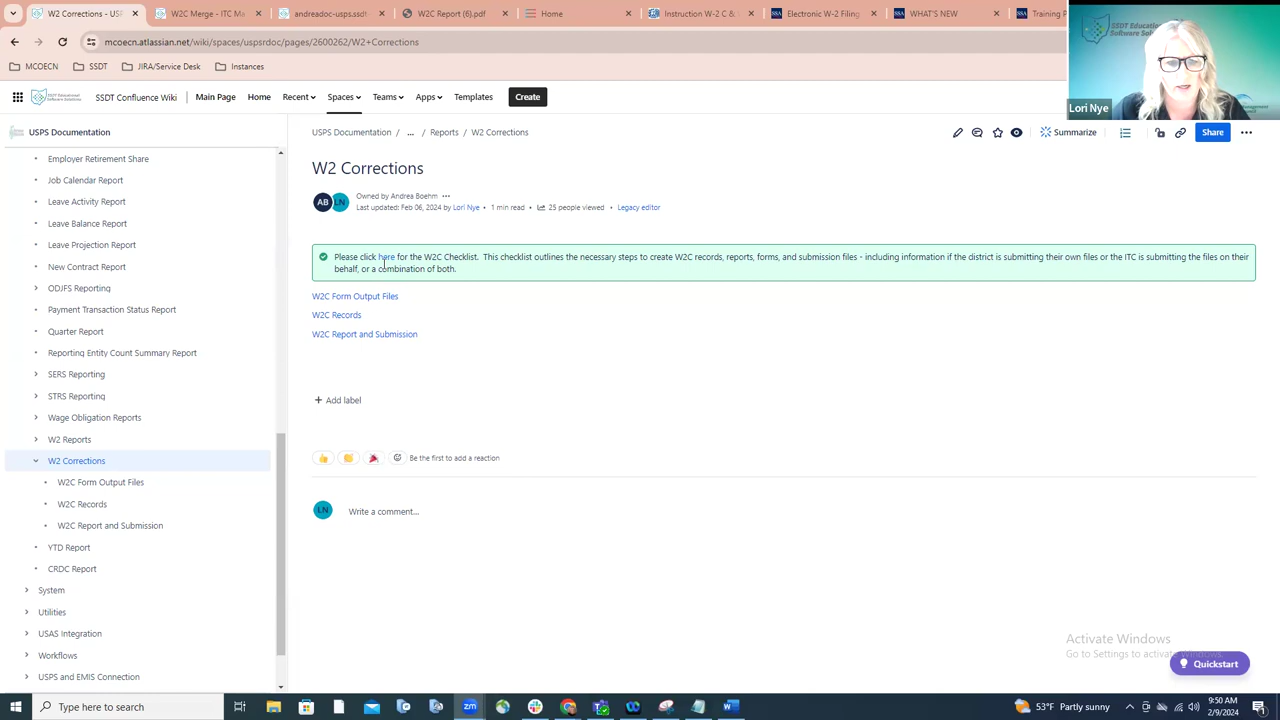 W2 Corrections - US
W2C Merge - ITC Me
andreadoc-uspssdt
W2C Report (6).pdf
Home
Instruction W-2 C &
Electronic W-2 Filing
WHAT'S NEW
Training P
SSDT Education
Software Solu
mcoecn.atlassian.net/wiki/spaces/uspsrdoc/pages/2600262/W2+Corrections
MCOECN
SSDT
JIRA/Service Desk
Instances
SSDT Confluence Wiki
Main Page
Home
Recent
Spaces
Teams
Apps
Templates
Create
Lori Nye
USPS Documentation
USPS Documentation / ... / Reports / W2 Corrections
Summarize
Share
Employer Retirement Share
Job Calendar Report
Leave Activity Report
Leave Balance Report
Leave Projection Report
New Contract Report
ODJFS Reporting
Payment Transaction Status Report
Quarter Report
Reporting Entity Count Summary Report
SERS Reporting
STRS Reporting
Wage Obligation Reports
W2 Reports
W2 Corrections
W2C Form Output Files
W2C Records
W2C Report and Submission
YTD Report
CRDC Report
System
Utilities
USAS Integration
Workflows
USPS and EMIS Connection
W2 Corrections
AB LN
Owned by Andrea Boehm
Last updated: Feb 06, 2024 by Lori Nye • 1 min read • 25 people viewed • Legacy editor
Please click here for the W2C Checklist. This checklist outlines the necessary steps to create W2C records, reports, forms, and submission files - including information if the district is submitting their own files or the ITC is submitting the files on their
behalf, or a combination of both.
W2C Form Output Files
W2C Records
W2C Report and Submission
+ Add label
Be the first to add a reaction
LN
Write a comment...
Activate Windows
Go to Settings to activate Windows.
Quickstart
Type here to search
53°F Partly sunny
9:50 AM
2/9/2024